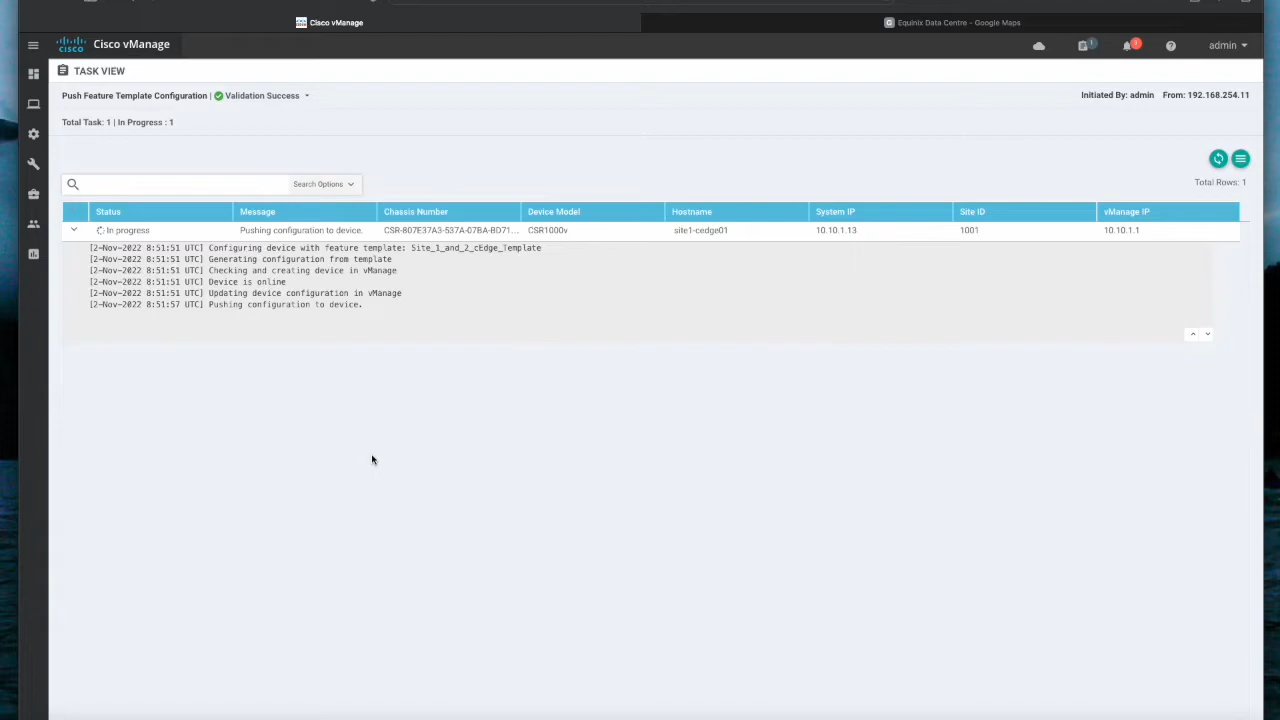 Cisco vManage
Equinix Data Centre - Google Maps
CISCO
Cisco vManage
1
3
admin
TASK VIEW
Push Feature Template Configuration | Validation Success
Initiated By: admin From: 192.168.254.11
Total Task: 1 | In Progress : 1
Search Options
Total Rows: 1
Status Message Chassis Number Device Model Hostname System IP Site ID vManage IP
In progress Pushing configuration to device. CSR-807E37A3-537A-07BA-BD71... CSR1000v site1-cedge01 10.10.1.13 1001 10.10.1.1
[2-Nov-2022 8:51:51 UTC] Configuring device with feature template: Site_1_and_2_cEdge_Template
[2-Nov-2022 8:51:51 UTC] Generating configuration from template
[2-Nov-2022 8:51:51 UTC] Checking and creating device in vManage
[2-Nov-2022 8:51:51 UTC] Device is online
[2-Nov-2022 8:51:51 UTC] Updating device configuration in vManage
[2-Nov-2022 8:51:57 UTC] Pushing configuration to device.